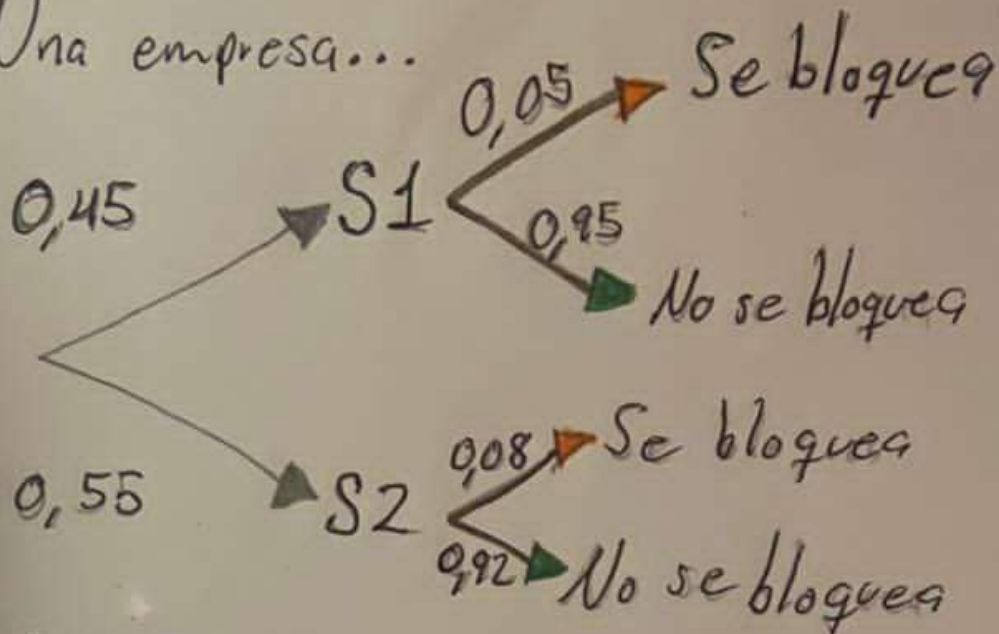 Una empresa...
0,05 Se bloquea
0,45 S1
0,95
No se bloquea
0,08 Se bloquea
0,55 S2
0,92 No se bloquea